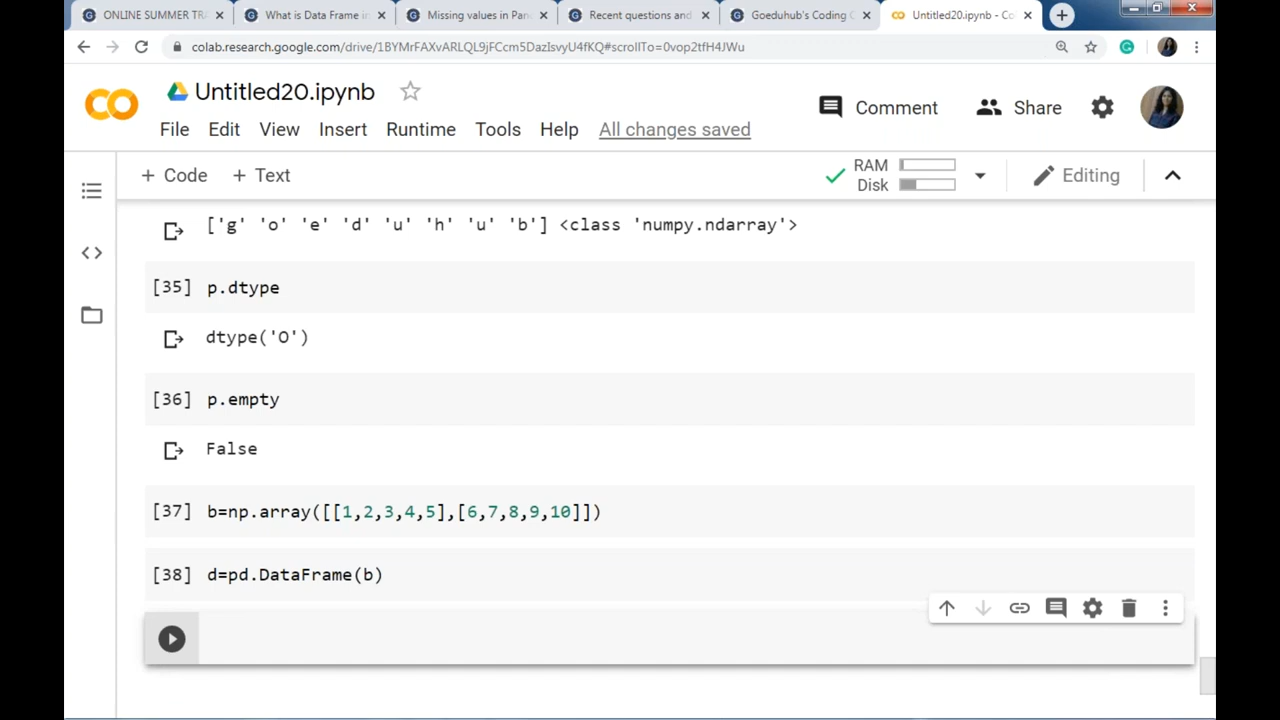 ONLINE SUMMER TRA
What is Data Frame in
Missing values in Pan
Recent questions and
Goeduhub's Coding C
Untitled20.ipynb - Co
colab.research.google.com/drive/1BYMrFAXvARLQL9jFCcm5DazIsvyU4fKQ#scrollTo=0vop2tfH4JWu
Untitled20.ipynb
Comment
Share
File Edit View Insert Runtime Tools Help All changes saved
+ Code + Text
RAM
Disk
Editing
['g' 'o' 'e' 'd' 'u' 'h' 'u' 'b'] <class 'numpy.ndarray'>
[35] p.dtype
dtype('O')
[36] p.empty
False
[37] b=np.array([[1,2,3,4,5],[6,7,8,9,10]])
[38] d=pd.DataFrame(b)